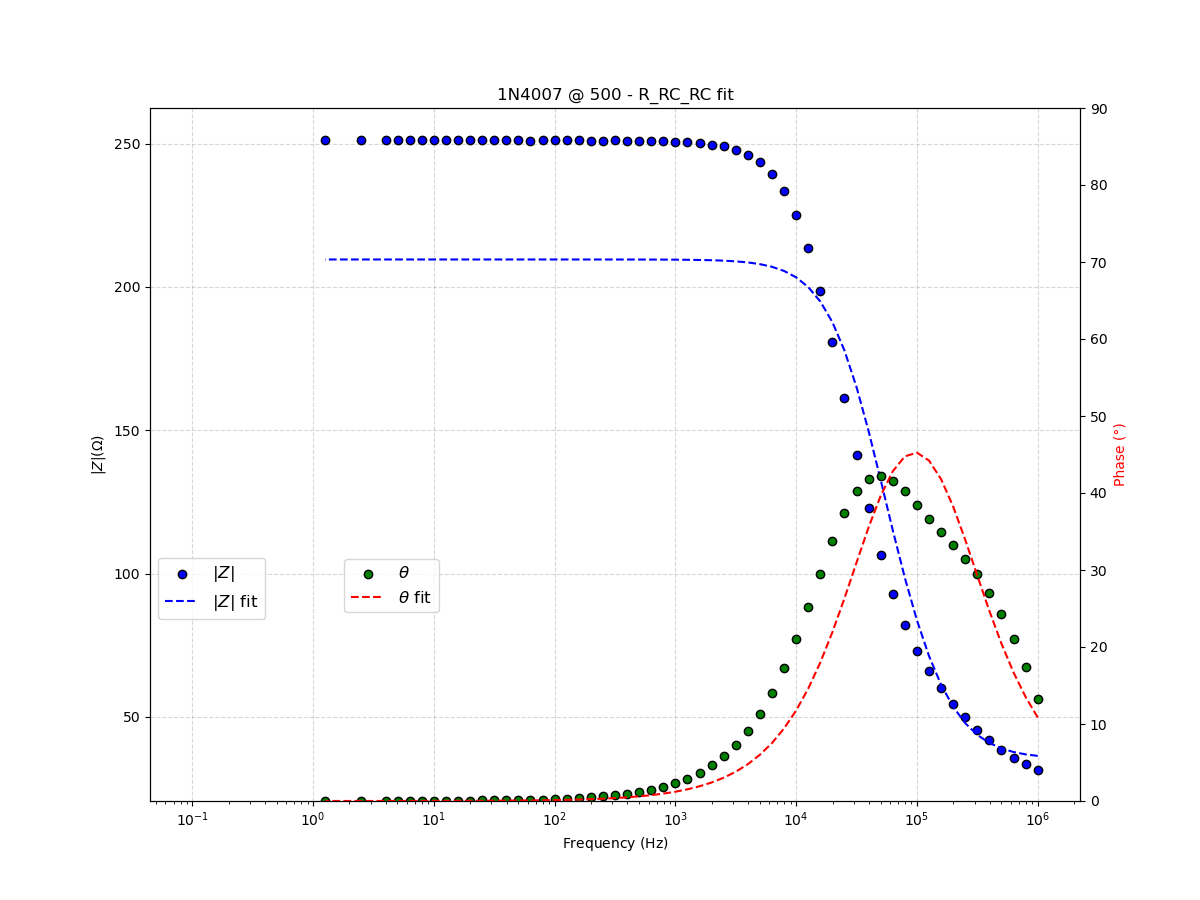 1N4007 @ 500 - R_RC_RC fit
250
200
150
100
50
|Z|(Ω)
90
80
70
60
50
40
30
20
10
0
Phase (°)
|Z|
|Z| fit
θ
θ fit
10⁻¹
10⁰
10¹
10²
10³
10⁴
10⁵
10⁶
Frequency (Hz)